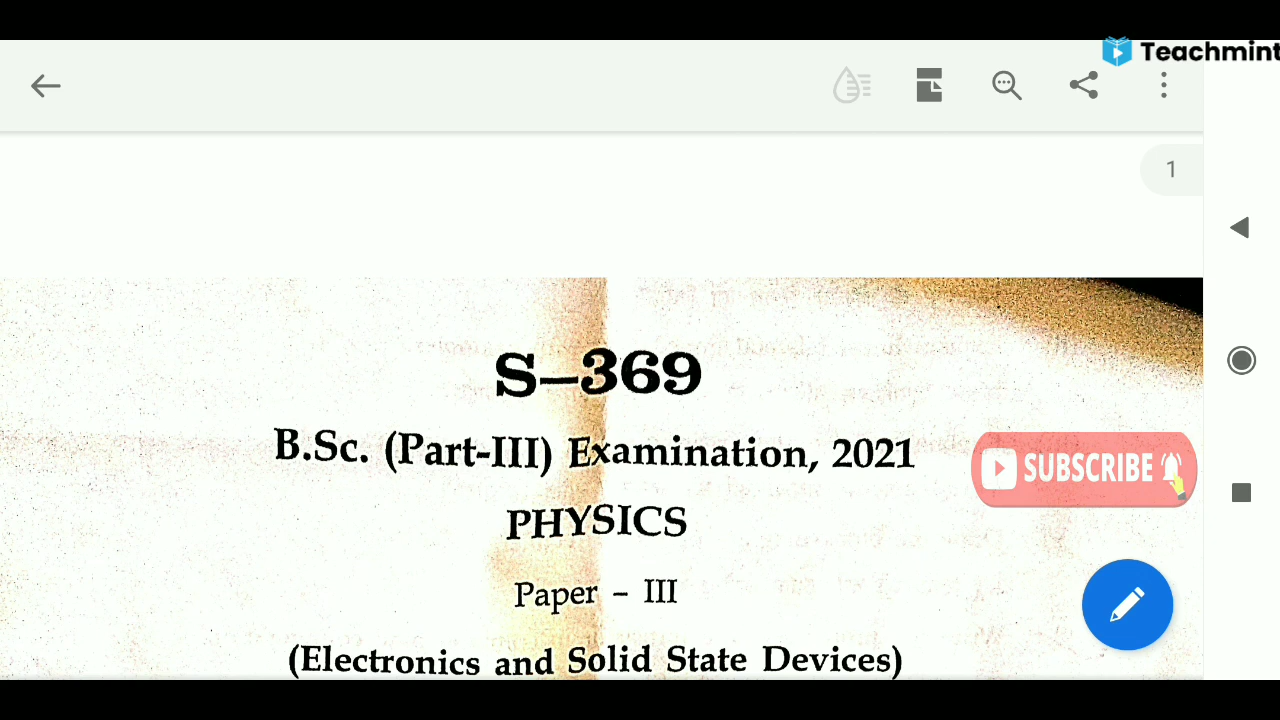 Teachmint
1
S–369
B.Sc. (Part-III) Examination, 2021
SUBSCRIBE
PHYSICS
Paper – III
(Electronics and Solid State Devices)